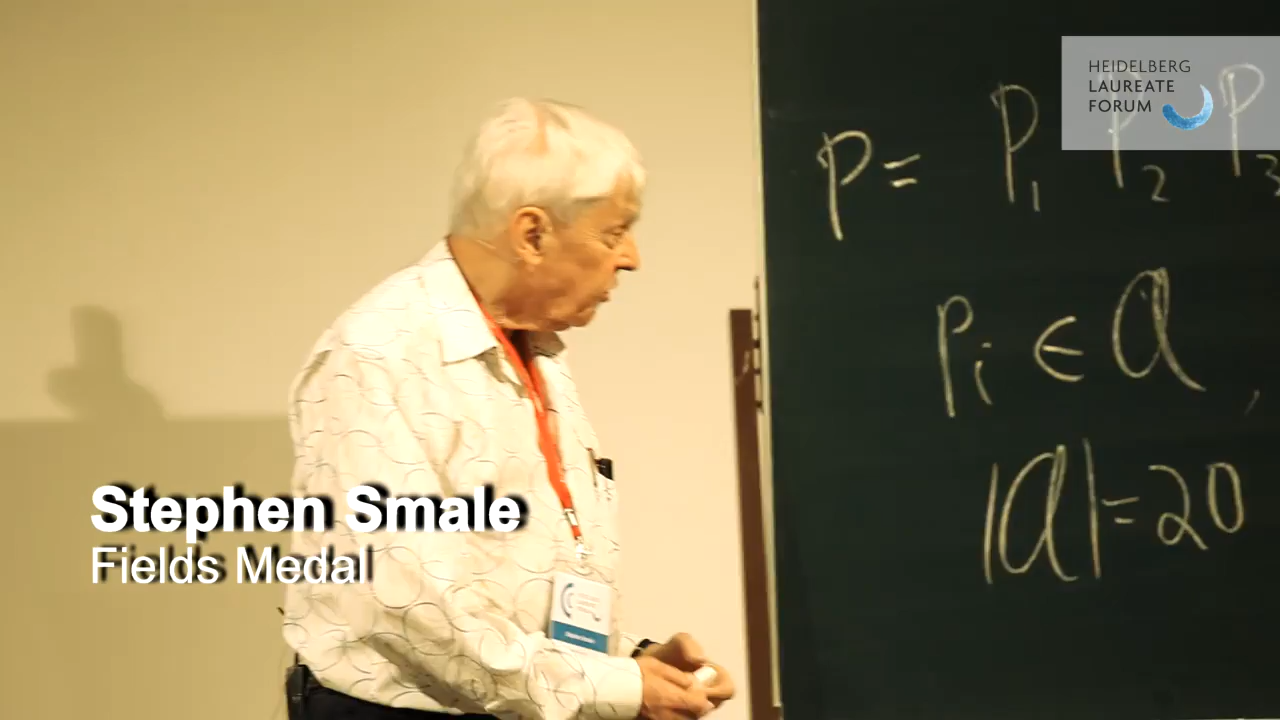 HEIDELBERG
LAUREATE
FORUM
P = P₁ P₂ P₃
Pᵢ ∈ a ,
|a| = 20
Stephen Smale
Fields Medal